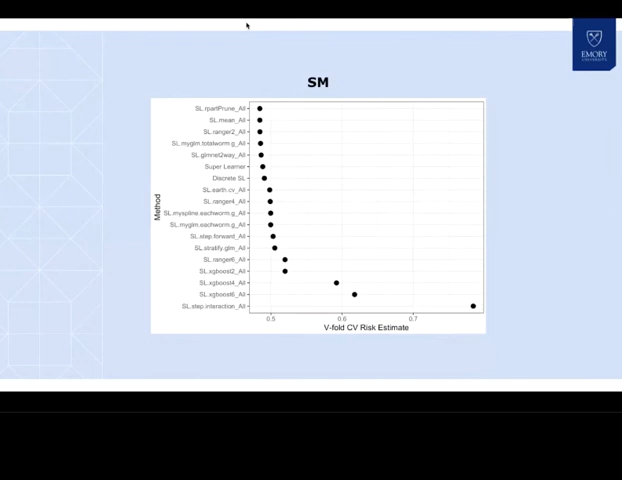 EMORY
UNIVERSITY
SM
SL.rpartPrune_All
SL.mean_All
SL.ranger2_All
SL.myglm.totalworm.g_All
SL.glmnet2way_All
Super Learner
Discrete SL
SL.earth.cv_All
SL.ranger4_All
SL.myspline.eachworm.g_All
SL.myglm.eachworm.g_All
SL.step.forward_All
SL.stratify.glm_All
SL.ranger6_All
SL.xgboost2_All
SL.xgboost4_All
SL.xgboost6_All
SL.step.interaction_All
Method
0.5 0.6 0.7
V-fold CV Risk Estimate